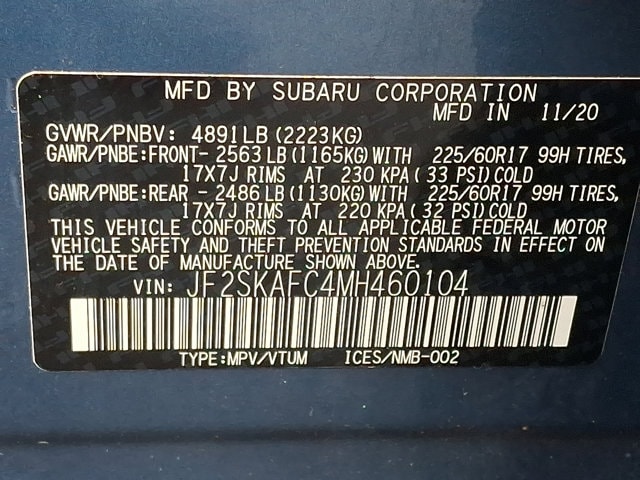 MFD BY SUBARU CORPORATION
MFD IN 11/20
GVWR/PNBV: 4891LB(2223KG)
GAWR/PNBE:FRONT-2563LB(1165KG)WITH 225/60R17 99H TIRES,
17X7J RIMS AT 230 KPA(33 PSI)COLD
GAWR/PNBE:REAR -2486LB(1130KG)WITH 225/60R17 99H TIRES,
17X7J RIMS AT 220 KPA(32 PSI)COLD
THIS VEHICLE CONFORMS TO ALL APPLICABLE FEDERAL MOTOR
VEHICLE SAFETY AND THEFT PREVENTION STANDARDS IN EFFECT ON
THE DATE OF MANUFACTURE SHOWN ABOVE.
VIN: JF2SKAFC4MH460104
TYPE:MPV/VTUM ICES/NMB-002